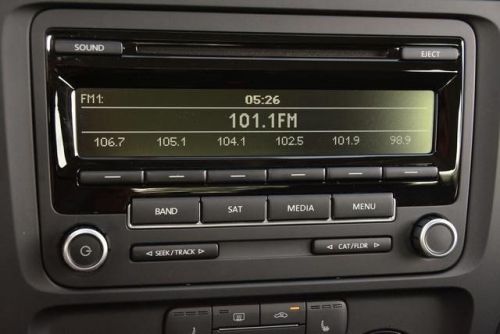 SOUND EJECT
FM1: 05:26
101.1FM
106.7 105.1 104.1 102.5 101.9 98.9
BAND SAT MEDIA MENU
SEEK/TRACK CAT/FLDR